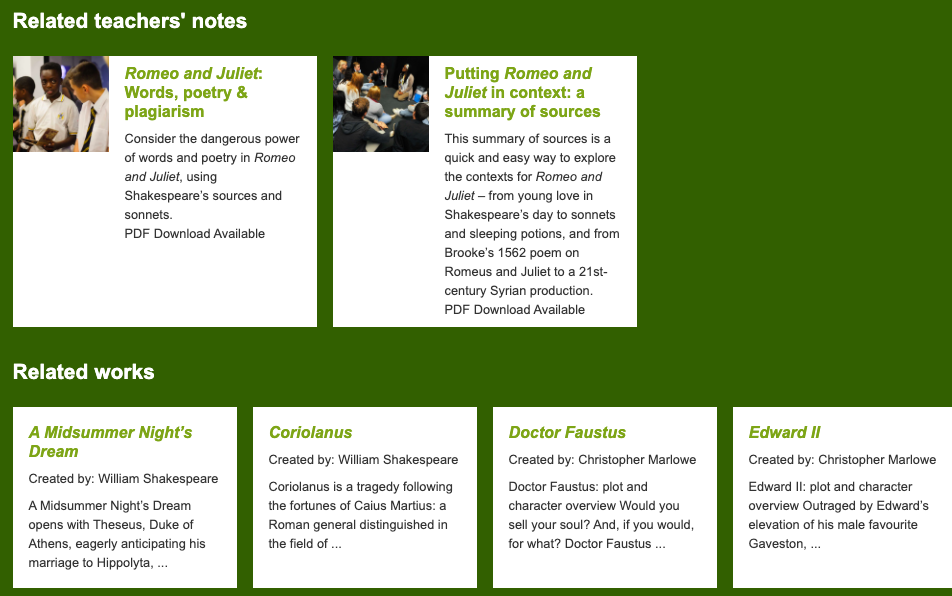 Related teachers' notes
Romeo and Juliet:
Words, poetry &
plagiarism
Consider the dangerous power
of words and poetry in Romeo
and Juliet, using
Shakespeare’s sources and
sonnets.
PDF Download Available
Putting Romeo and
Juliet in context: a
summary of sources
This summary of sources is a
quick and easy way to explore
the contexts for Romeo and
Juliet – from young love in
Shakespeare’s day to sonnets
and sleeping potions, and from
Brooke’s 1562 poem on
Romeus and Juliet to a 21st-
century Syrian production.
PDF Download Available
Related works
A Midsummer Night’s
Dream
Created by: William Shakespeare
A Midsummer Night’s Dream
opens with Theseus, Duke of
Athens, eagerly anticipating his
marriage to Hippolyta, ...
Coriolanus
Created by: William Shakespeare
Coriolanus is a tragedy following
the fortunes of Caius Martius: a
Roman general distinguished in
the field of ...
Doctor Faustus
Created by: Christopher Marlowe
Doctor Faustus: plot and
character overview Would you
sell your soul? And, if you would,
for what? Doctor Faustus ...
Edward II
Created by: Christopher Marlowe
Edward II: plot and character
overview Outraged by Edward’s
elevation of his male favourite
Gaveston, ...